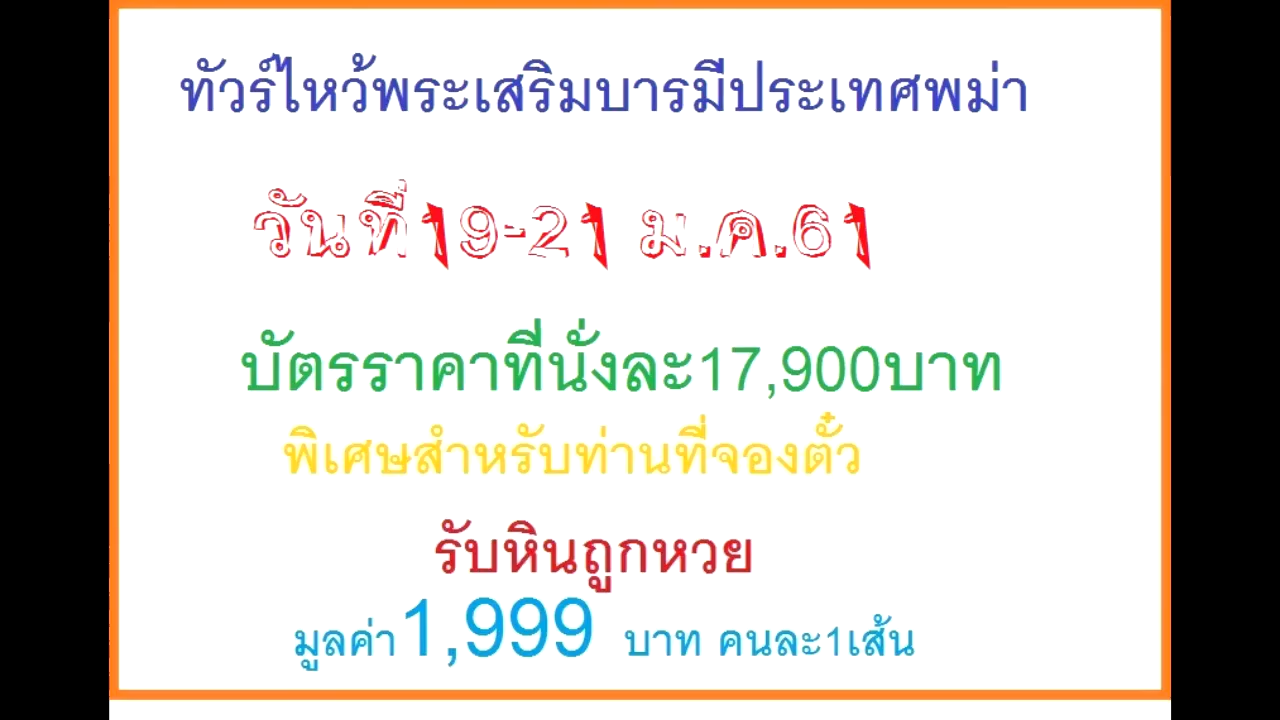 ทัวร์ไหว้พระเสริมบารมีประเทศพม่า
วันที่19-21 ม.ค.61
บัตรราคาที่นั่งละ17,900บาท
พิเศษสำหรับท่านที่จองตั๋ว
รับหินถูกหวย
มูลค่า1,999 บาท คนละ1เส้น